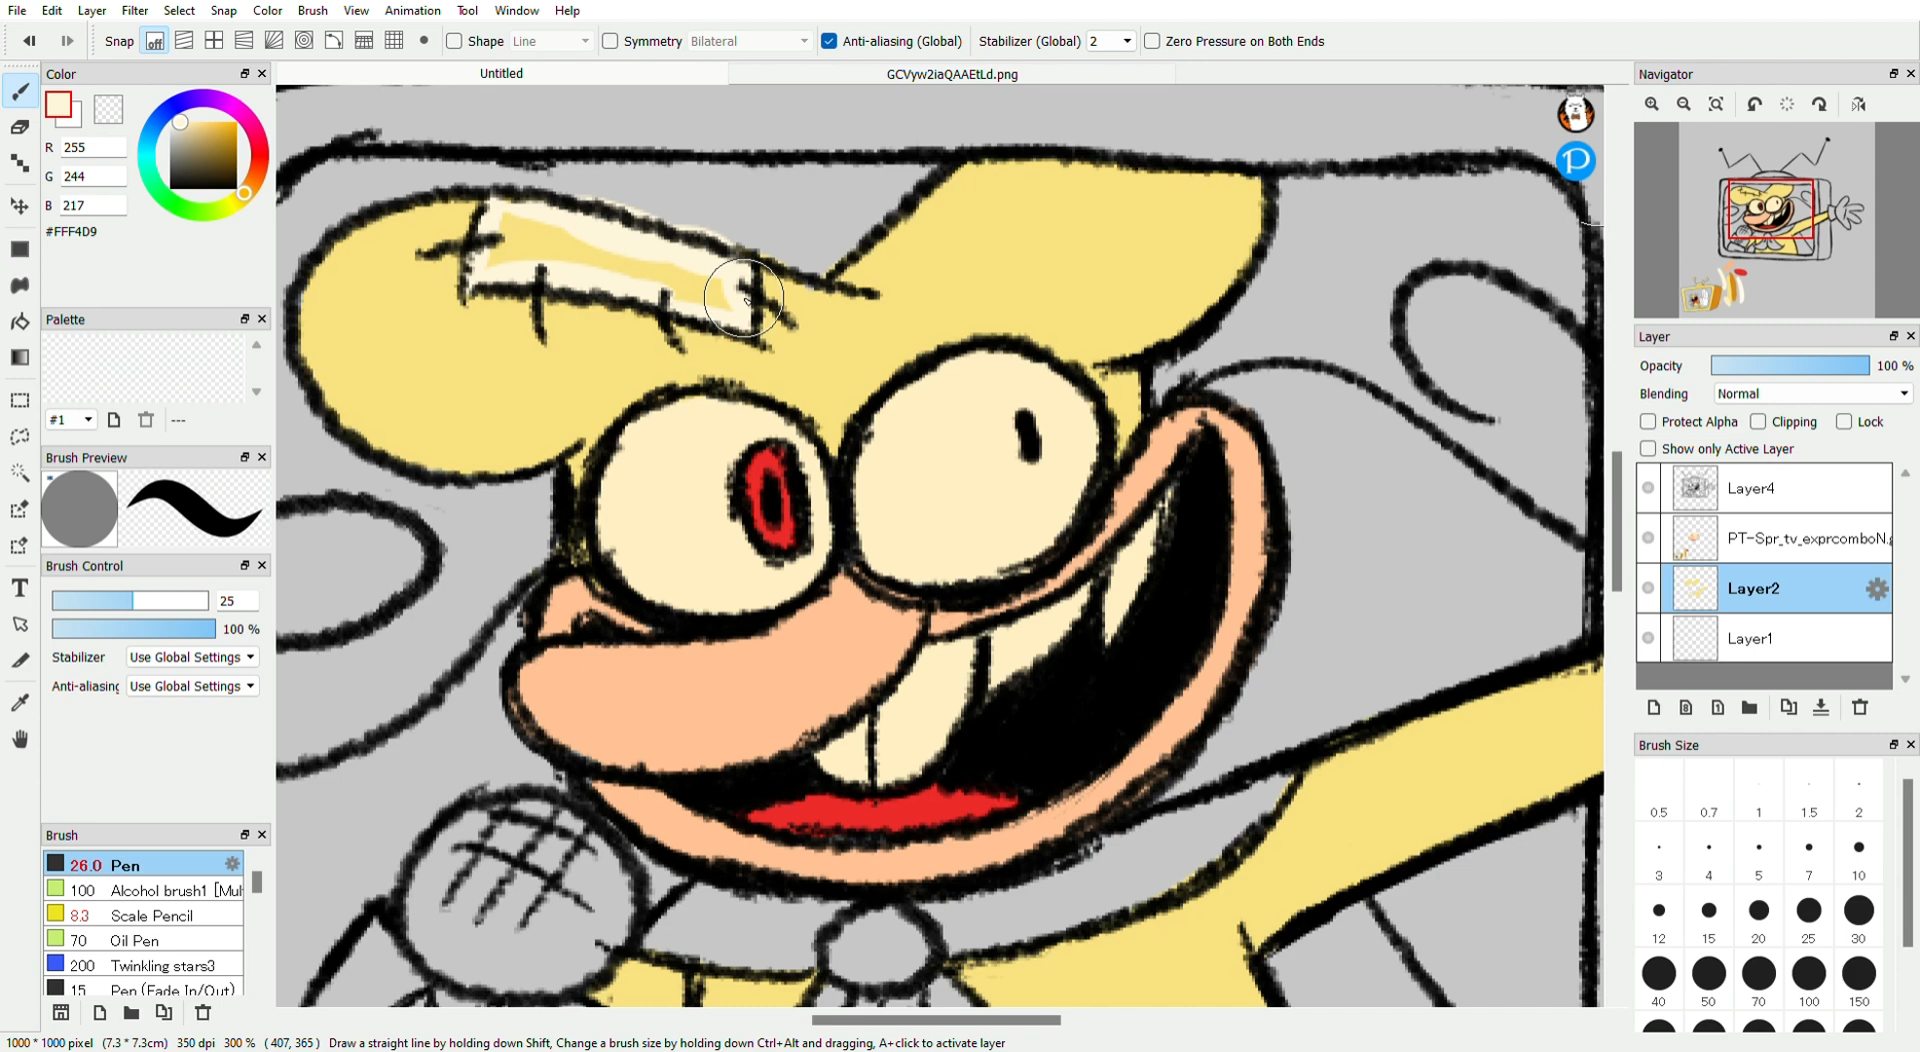 File Edit Layer Filter Select Snap Color Brush View Animation Tool Window Help
Snap off Shape Line Symmetry Bilateral Anti-aliasing (Global) Stabilizer (Global) 2 Zero Pressure on Both Ends
Color
Untitled
GCVyw2iaQAAEtLd.png
Navigator
R 255
G 244
B 217
#FFF4D9
P
Palette
#1
---
Layer
Opacity 100 %
Blending Normal
Protect Alpha Clipping Lock
Show only Active Layer
Layer4
PT-Spr_tv_exprcomboN.
Layer2
Layer1
Brush Preview
Brush Control
25
100 %
Stabilizer Use Global Settings
Anti-aliasing Use Global Settings
T
Brush Size
0.5 0.7 1 1.5 2
3 4 5 7 10
12 15 20 25 30
40 50 70 100 150
Brush
26.0 Pen
100 Alcohol brush1 [Mul
8.3 Scale Pencil
70 Oil Pen
200 Twinkling stars3
15 Pen (Fade In/Out)
1000 * 1000 pixel (7.3 * 7.3cm) 350 dpi 300 % ( 407, 365 ) Draw a straight line by holding down Shift, Change a brush size by holding down Ctrl+Alt and dragging, A+click to activate layer